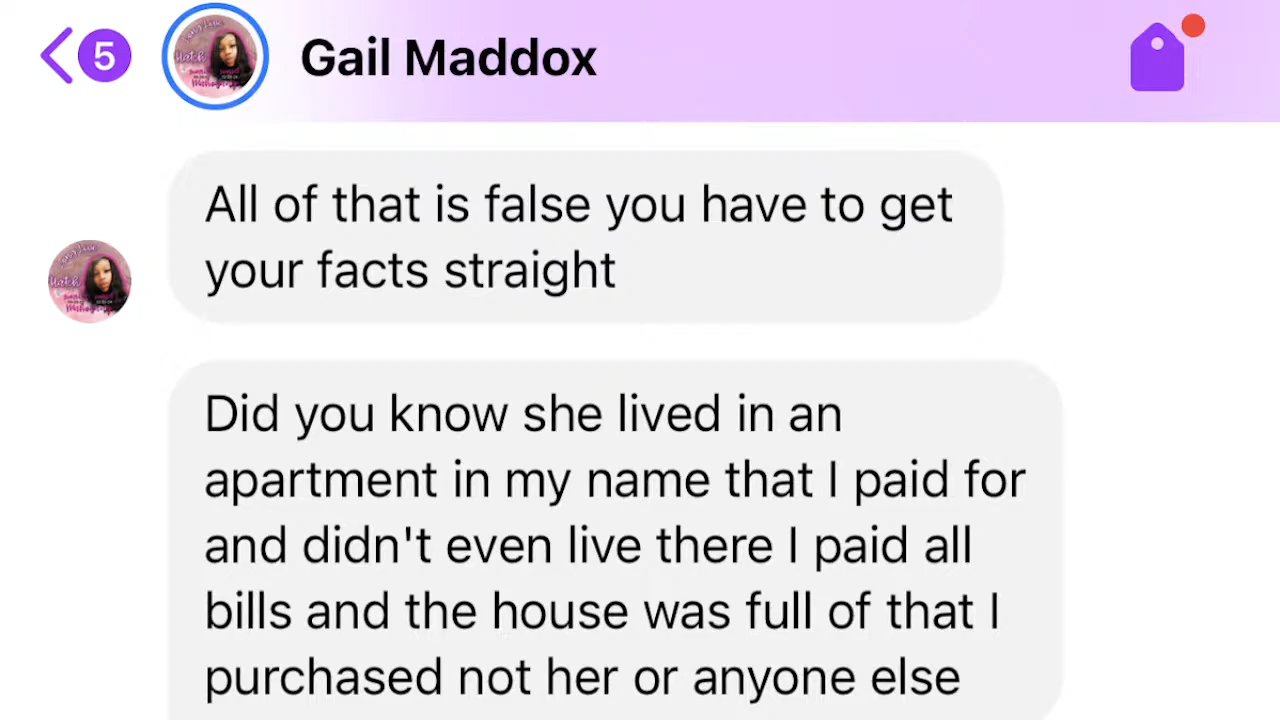 5
Gail Maddox
All of that is false you have to get
your facts straight
Did you know she lived in an
apartment in my name that I paid for
and didn't even live there I paid all
bills and the house was full of that I
purchased not her or anyone else